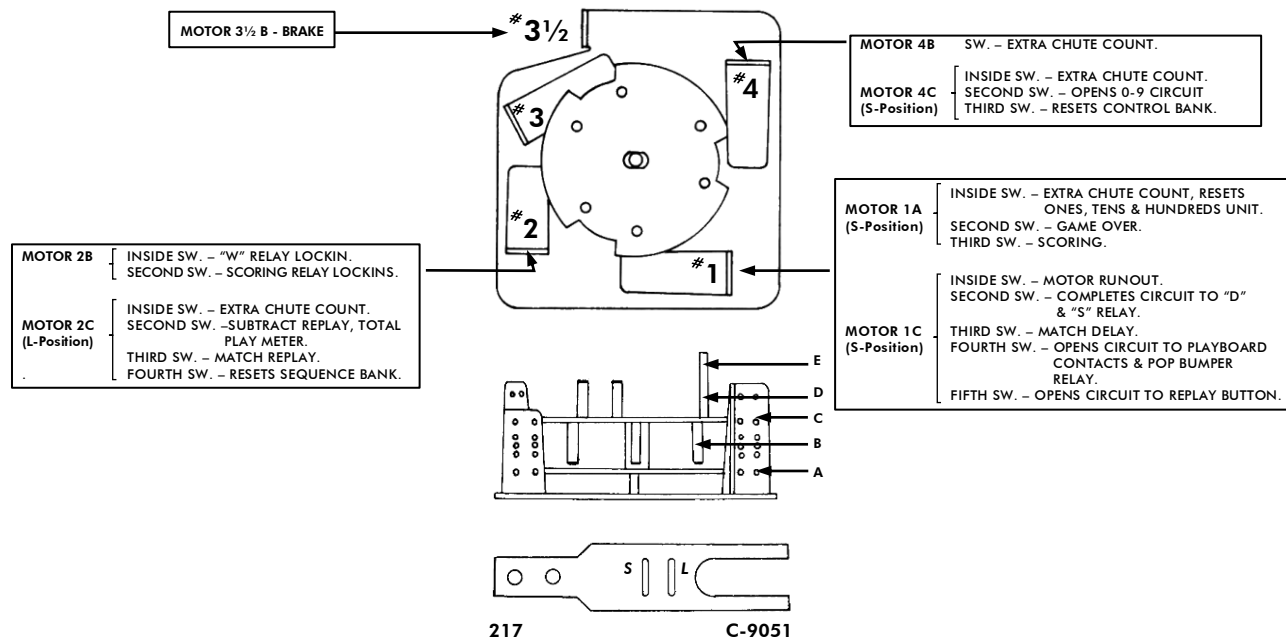 MOTOR 3½ B - BRAKE
#3½
#3
#4
#2
#1
MOTOR 4B SW. – EXTRA CHUTE COUNT.
MOTOR 4C
(S-Position)
INSIDE SW. – EXTRA CHUTE COUNT.
SECOND SW. – OPENS 0-9 CIRCUIT
THIRD SW. – RESETS CONTROL BANK.
MOTOR 1A
(S-Position)
INSIDE SW. – EXTRA CHUTE COUNT, RESETS
ONES, TENS & HUNDREDS UNIT.
SECOND SW. – GAME OVER.
THIRD SW. – SCORING.
MOTOR 1C
(S-Position)
INSIDE SW. – MOTOR RUNOUT.
SECOND SW. – COMPLETES CIRCUIT TO “D”
& “S” RELAY.
THIRD SW. – MATCH DELAY.
FOURTH SW. – OPENS CIRCUIT TO PLAYBOARD
CONTACTS & POP BUMPER
RELAY.
FIFTH SW. – OPENS CIRCUIT TO REPLAY BUTTON.
MOTOR 2B
INSIDE SW. – “W” RELAY LOCKIN.
SECOND SW. – SCORING RELAY LOCKINS.
MOTOR 2C
(L-Position)
.
INSIDE SW. – EXTRA CHUTE COUNT.
SECOND SW. –SUBTRACT REPLAY, TOTAL
PLAY METER.
THIRD SW. – MATCH REPLAY.
FOURTH SW. – RESETS SEQUENCE BANK.
E
D
C
B
A
S L
217 C-9051